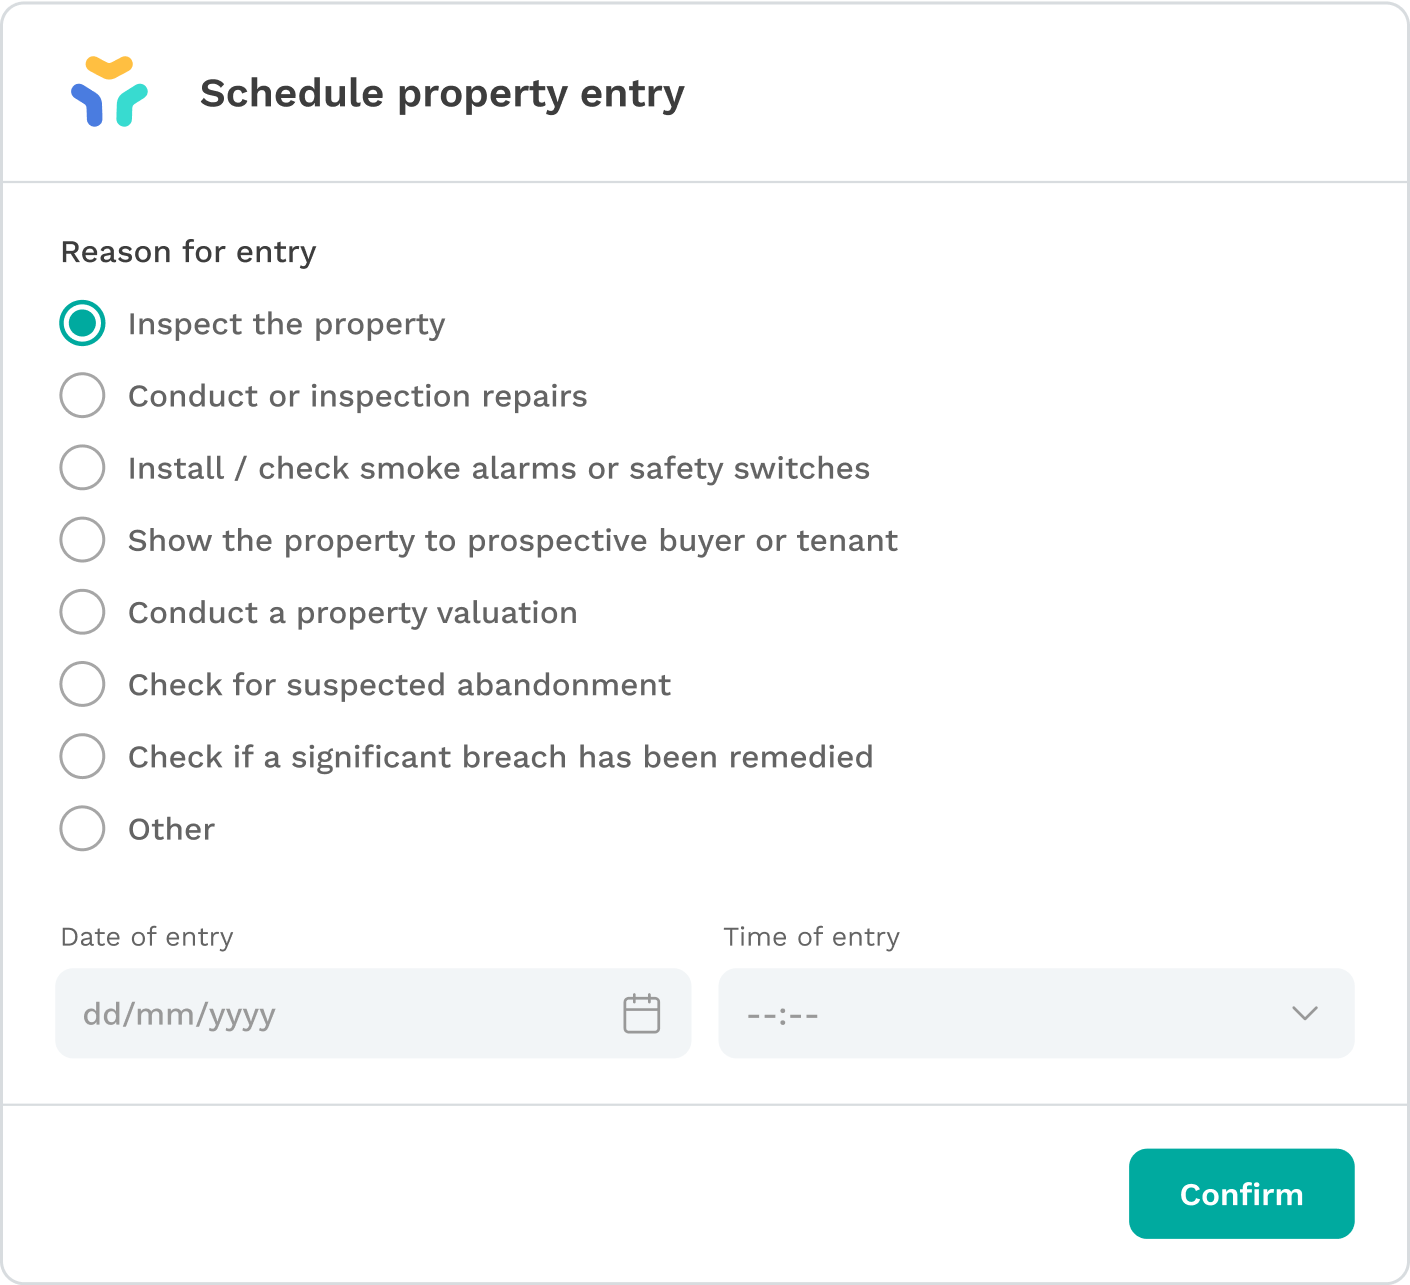 Schedule property entry
Reason for entry
Inspect the property
Conduct or inspection repairs
Install / check smoke alarms or safety switches
Show the property to prospective buyer or tenant
Conduct a property valuation
Check for suspected abandonment
Check if a significant breach has been remedied
Other
Date of entry
Time of entry
dd/mm/yyyy
--:--
Confirm